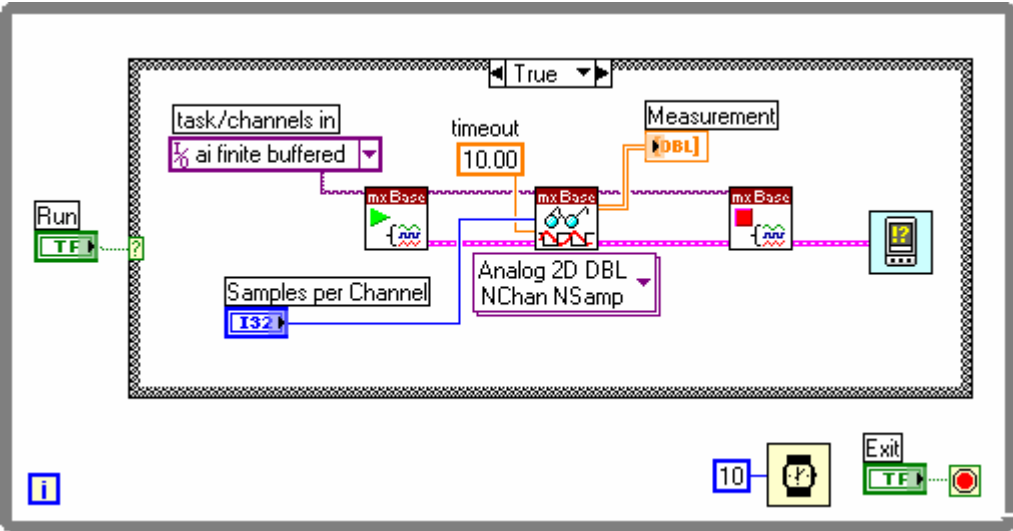 True
task/channels in
ai finite buffered
timeout
10.00
Measurement
DBL]
mx Base
mx Base
mx Base
Run
TF
?
!?
Analog 2D DBL
NChan NSamp
Samples per Channel
I32
Exit
TF
10
i